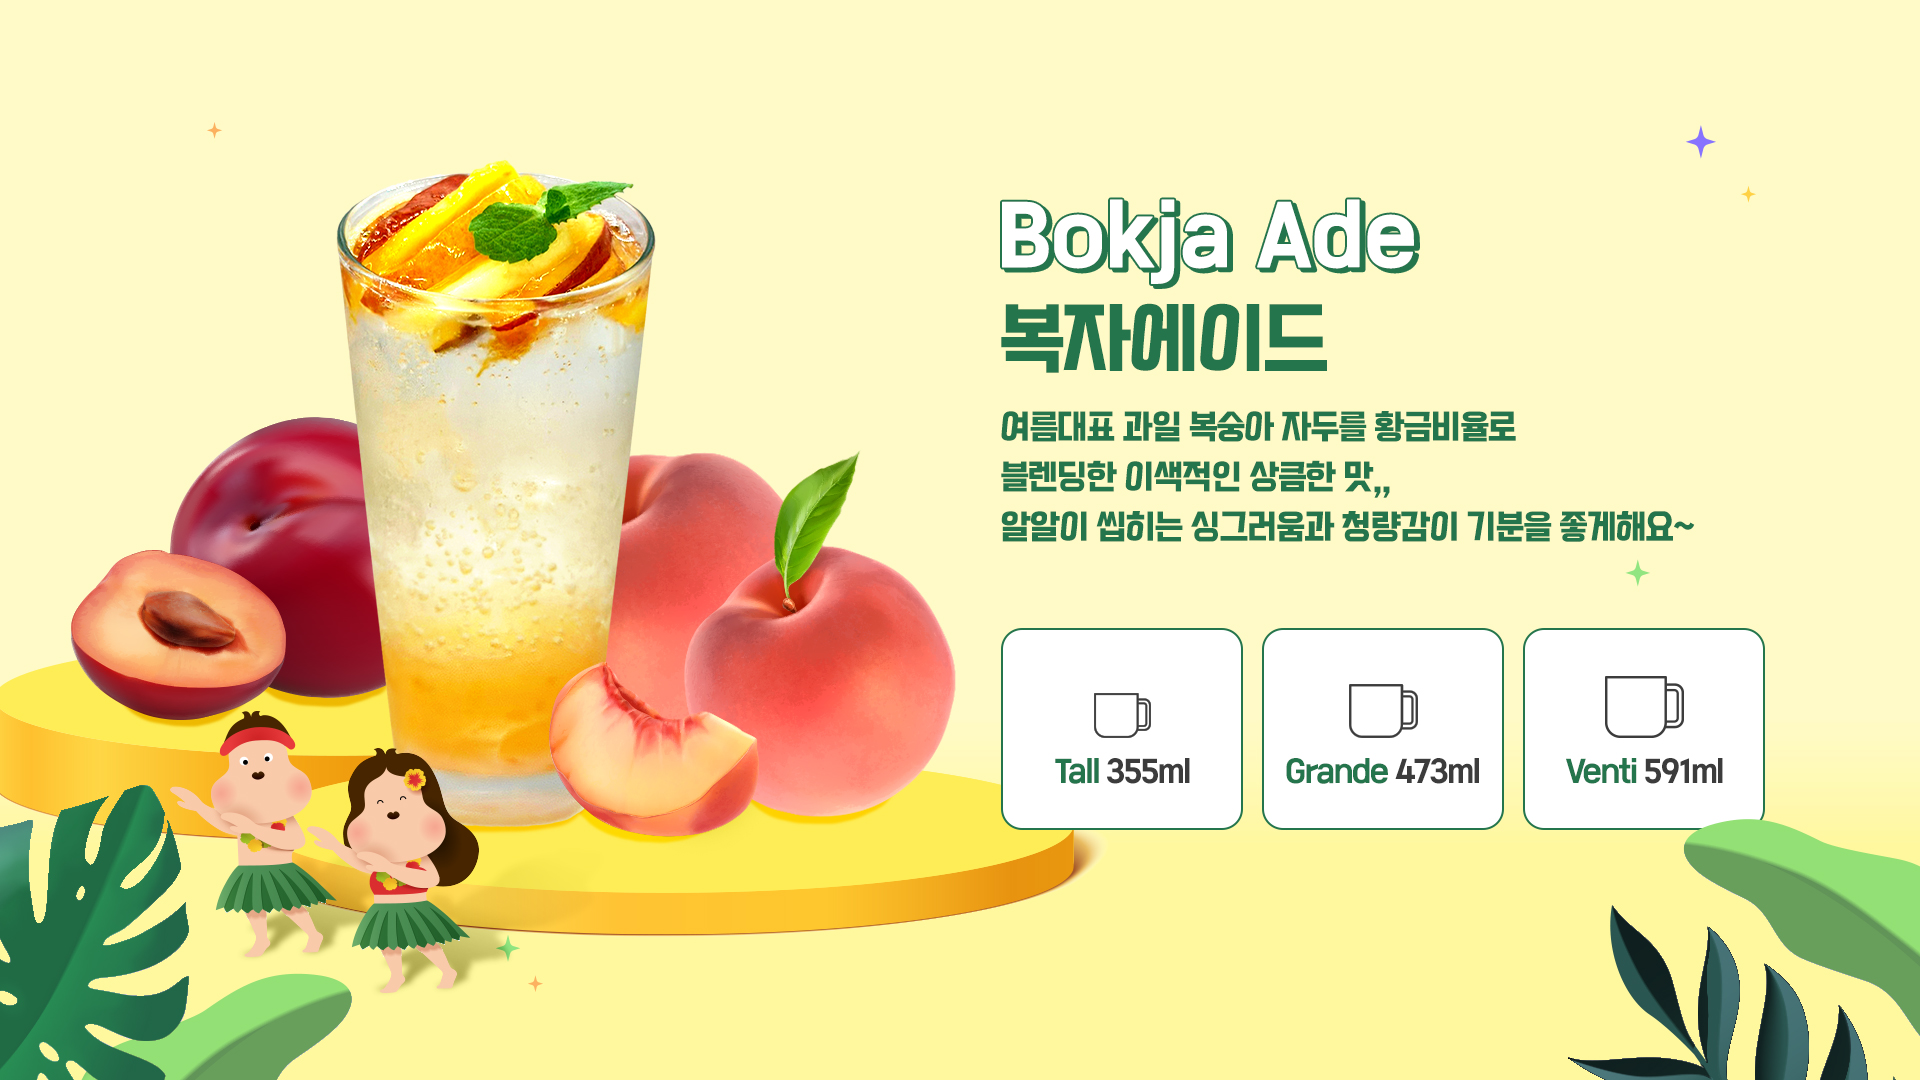 Bokja Ade
복자에이드
여름대표 과일 복숭아 자두를 황금비율로
블렌딩한 이색적인 상큼한 맛,,
알알이 씹히는 싱그러움과 청량감이 기분을 좋게해요~
Tall 355ml
Grande 473ml
Venti 591ml